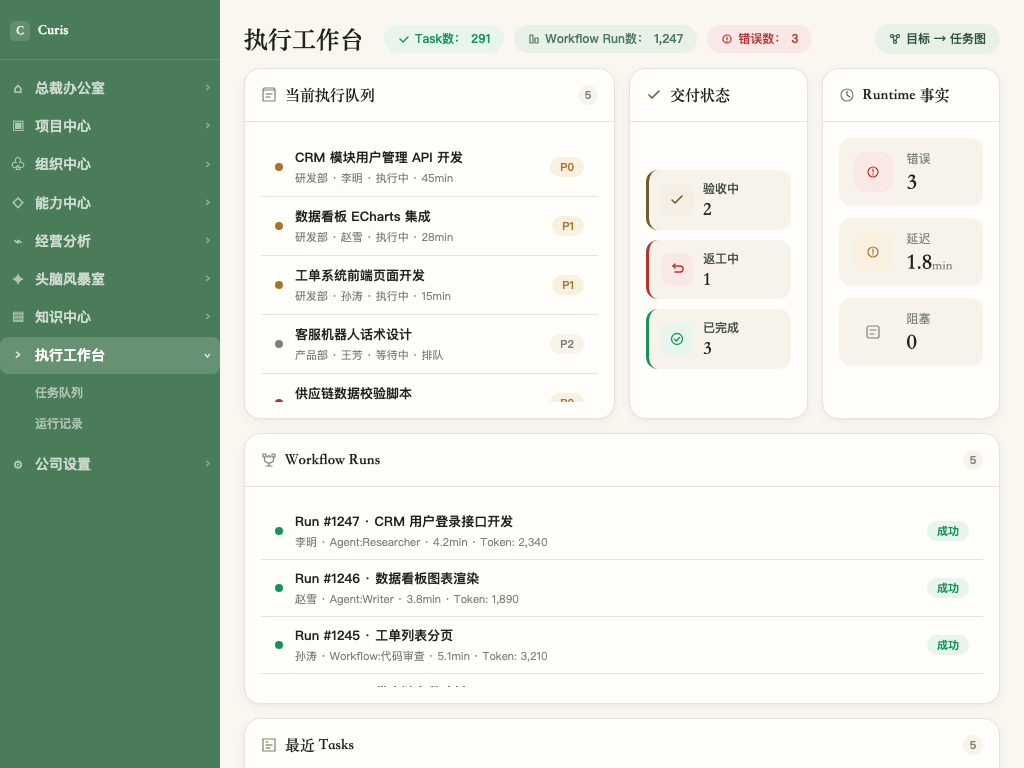 C Curis
总裁办公室
项目中心
组织中心
能力中心
经营分析
头脑风暴室
知识中心
执行工作台
任务队列
运行记录
公司设置
执行工作台
Task数： 291
Workflow Run数： 1,247
错误数： 3
目标 → 任务图
当前执行队列 5
CRM 模块用户管理 API 开发
研发部 · 李明 · 执行中 · 45min
P0
数据看板 ECharts 集成
研发部 · 赵雪 · 执行中 · 28min
P1
工单系统前端页面开发
研发部 · 孙涛 · 执行中 · 15min
P1
客服机器人话术设计
产品部 · 王芳 · 等待中 · 排队
P2
供应链数据校验脚本
交付状态
验收中
2
返工中
1
已完成
3
Runtime 事实
错误
3
延迟
1.8min
阻塞
0
Workflow Runs 5
Run #1247 · CRM 用户登录接口开发
李明 · Agent:Researcher · 4.2min · Token: 2,340
成功
Run #1246 · 数据看板图表渲染
赵雪 · Agent:Writer · 3.8min · Token: 1,890
成功
Run #1245 · 工单列表分页
孙涛 · Workflow:代码审查 · 5.1min · Token: 3,210
成功
最近 Tasks 5